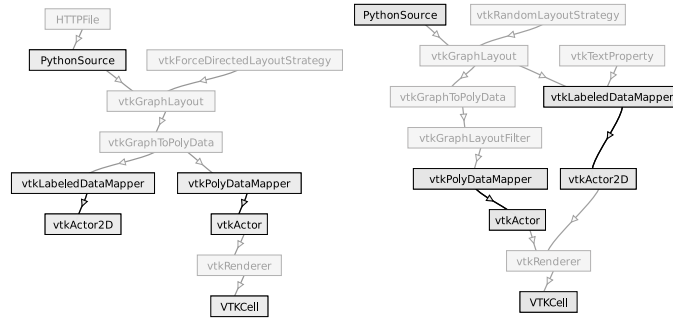 HTTPFile
PythonSource
vtkForceDirectedLayoutStrategy
vtkGraphLayout
vtkGraphToPolyData
vtkLabeledDataMapper
vtkPolyDataMapper
vtkActor2D
vtkActor
vtkRenderer
VTKCell
PythonSource
vtkRandomLayoutStrategy
vtkGraphLayout
vtkTextProperty
vtkGraphToPolyData
vtkLabeledDataMapper
vtkGraphLayoutFilter
vtkPolyDataMapper
vtkActor2D
vtkActor
vtkRenderer
VTKCell